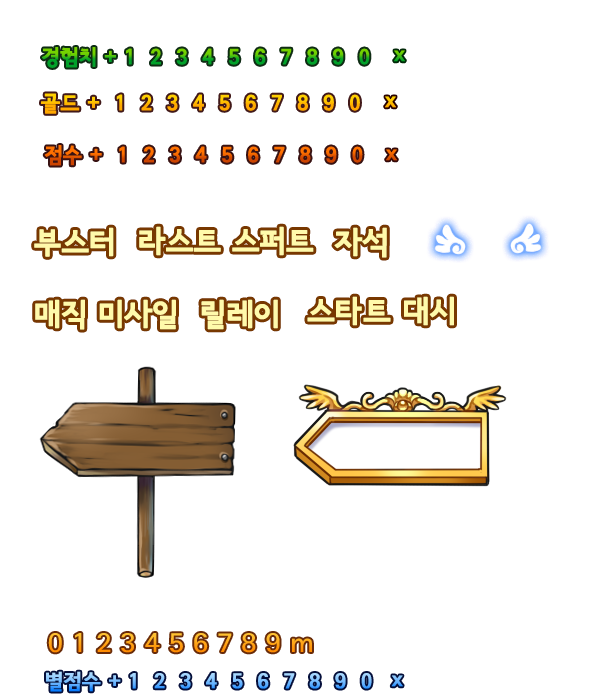 경험치 + 1 2 3 4 5 6 7 8 9 0 x
골드 + 1 2 3 4 5 6 7 8 9 0 x
점수 + 1 2 3 4 5 6 7 8 9 0 x
부스터 라스트 스퍼트 자석
매직 미사일 릴레이 스타트 대시
0 1 2 3 4 5 6 7 8 9 m
별점수 + 1 2 3 4 5 6 7 8 9 0 x